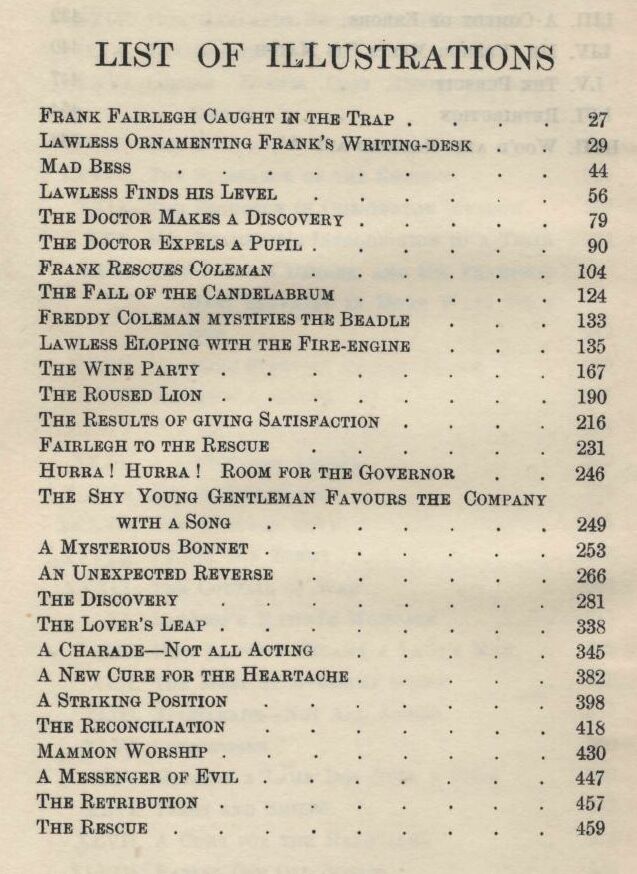 LIST OF ILLUSTRATIONS
FRANK FAIRLEGH CAUGHT IN THE TRAP . . . . 27
LAWLESS ORNAMENTING FRANK'S WRITING-DESK . . 29
MAD BESS . . . . . . . . 44
LAWLESS FINDS HIS LEVEL . . . . . 56
THE DOCTOR MAKES A DISCOVERY . . . . . 79
THE DOCTOR EXPELS A PUPIL . . . . . . 90
FRANK RESCUES COLEMAN . . . . . 104
THE FALL OF THE CANDELABRUM . . . . 124
FREDDY COLEMAN MYSTIFIES THE BEADLE . . . 133
LAWLESS ELOPING WITH THE FIRE-ENGINE . . . 135
THE WINE PARTY . . . . . . . . 167
THE ROUSED LION . . . . . . . . 190
THE RESULTS OF GIVING SATISFACTION . . . . 216
FAIRLEGH TO THE RESCUE . . . . . . 231
HURRA! HURRA! ROOM FOR THE GOVERNOR . . 246
THE SHY YOUNG GENTLEMAN FAVOURS THE COMPANY
WITH A SONG . . . . . . . 249
A MYSTERIOUS BONNET . . . . . . . 253
AN UNEXPECTED REVERSE . . . . . . 266
THE DISCOVERY . . . . . . . . 281
THE LOVER'S LEAP . . . . . . . . 338
A CHARADE—NOT ALL ACTING . . . . . 345
A NEW CURE FOR THE HEARTACHE . . . . . 382
A STRIKING POSITION . . . . . . . 398
THE RECONCILIATION . . . . . . . 418
MAMMON WORSHIP . . . . . . . . 430
A MESSENGER OF EVIL . . . . . . . 447
THE RETRIBUTION . . . . . . . . 457
THE RESCUE . . . . . . . . . 459